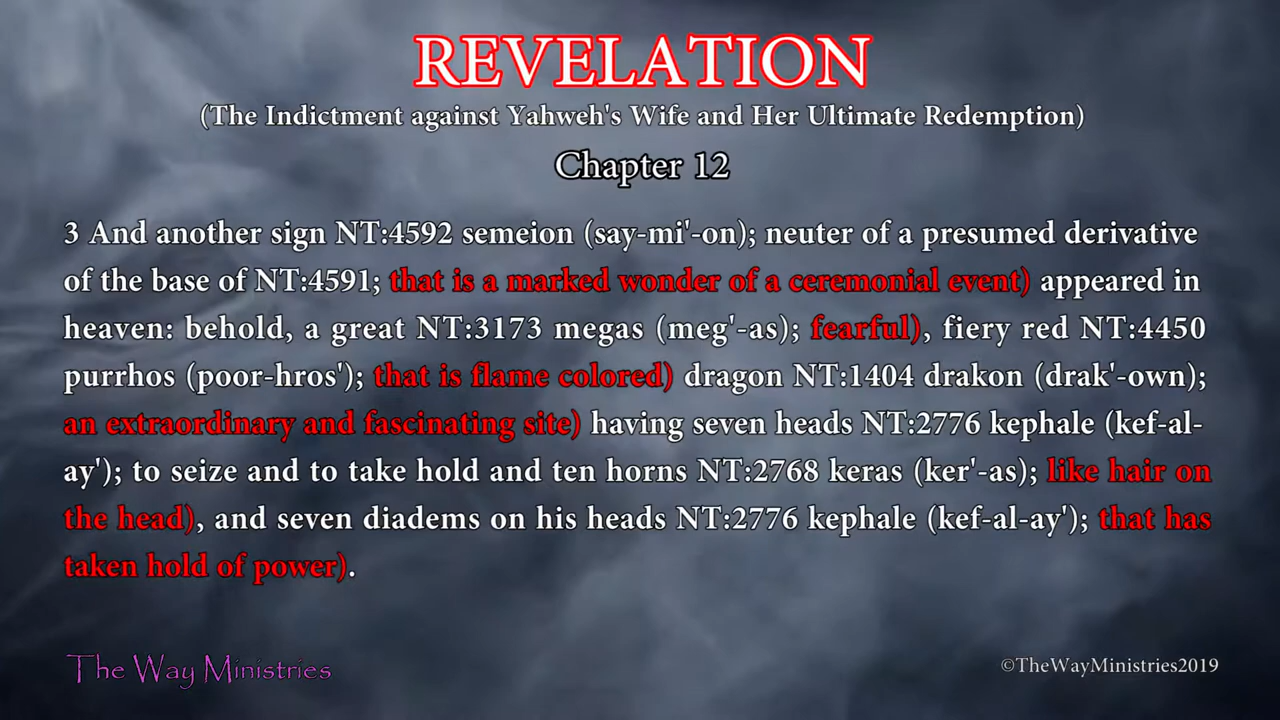 REVELATION
(The Indictment against Yahweh's Wife and Her Ultimate Redemption)
Chapter 12
3 And another sign NT:4592 semeion (say-mi'-on); neuter of a presumed derivative
of the base of NT:4591; that is a marked wonder of a ceremonial event) appeared in
heaven: behold, a great NT:3173 megas (meg'-as); fearful), fiery red NT:4450
purrhos (poor-hros'); that is flame colored) dragon NT:1404 drakon (drak'-own);
an extraordinary and fascinating site) having seven heads NT:2776 kephale (kef-al-
ay'); to seize and to take hold and ten horns NT:2768 keras (ker'-as); like hair on
the head), and seven diadems on his heads NT:2776 kephale (kef-al-ay'); that has
taken hold of power).
The Way Ministries
©TheWayMinistries2019